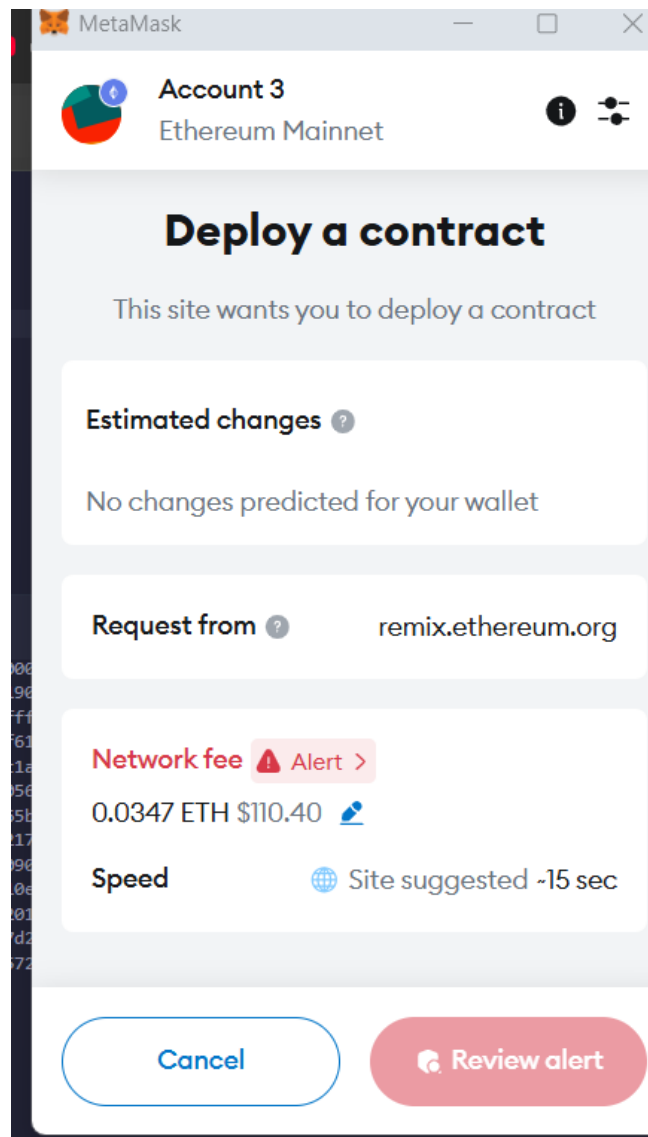 MetaMask
Account 3
Ethereum Mainnet
Deploy a contract
This site wants you to deploy a contract
Estimated changes
No changes predicted for your wallet
Request from
remix.ethereum.org
Network fee Alert >
0.0347 ETH $110.40
Speed
Site suggested ~15 sec
Cancel
Review alert